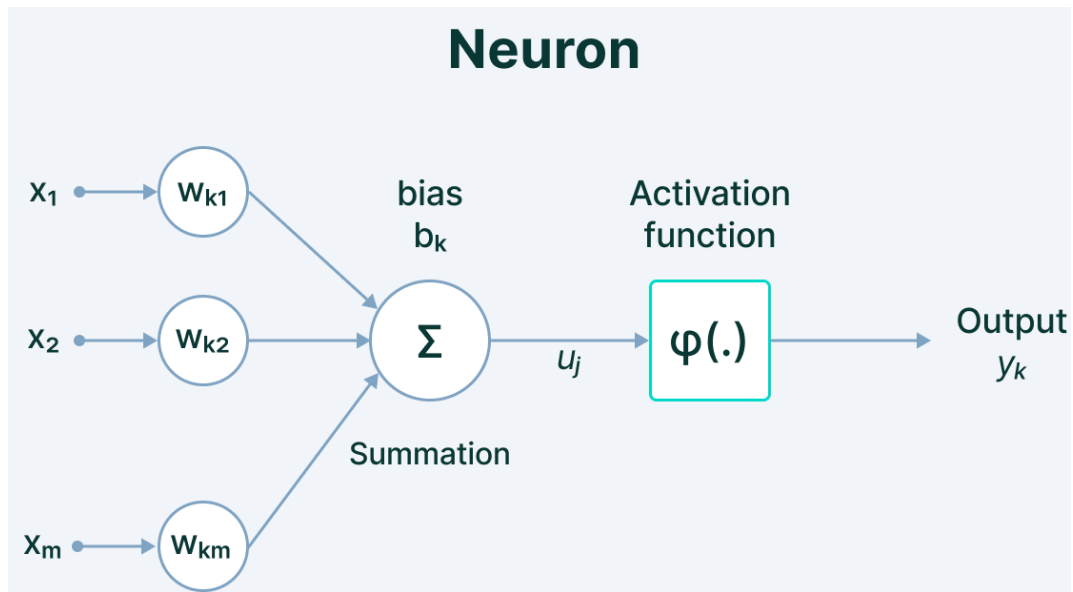 Neuron
x₁
wₖ₁
bias
bₖ
Activation
function
x₂
wₖ₂
Σ
uⱼ
φ(.)
Output
yₖ
Summation
xₘ
wₖₘ